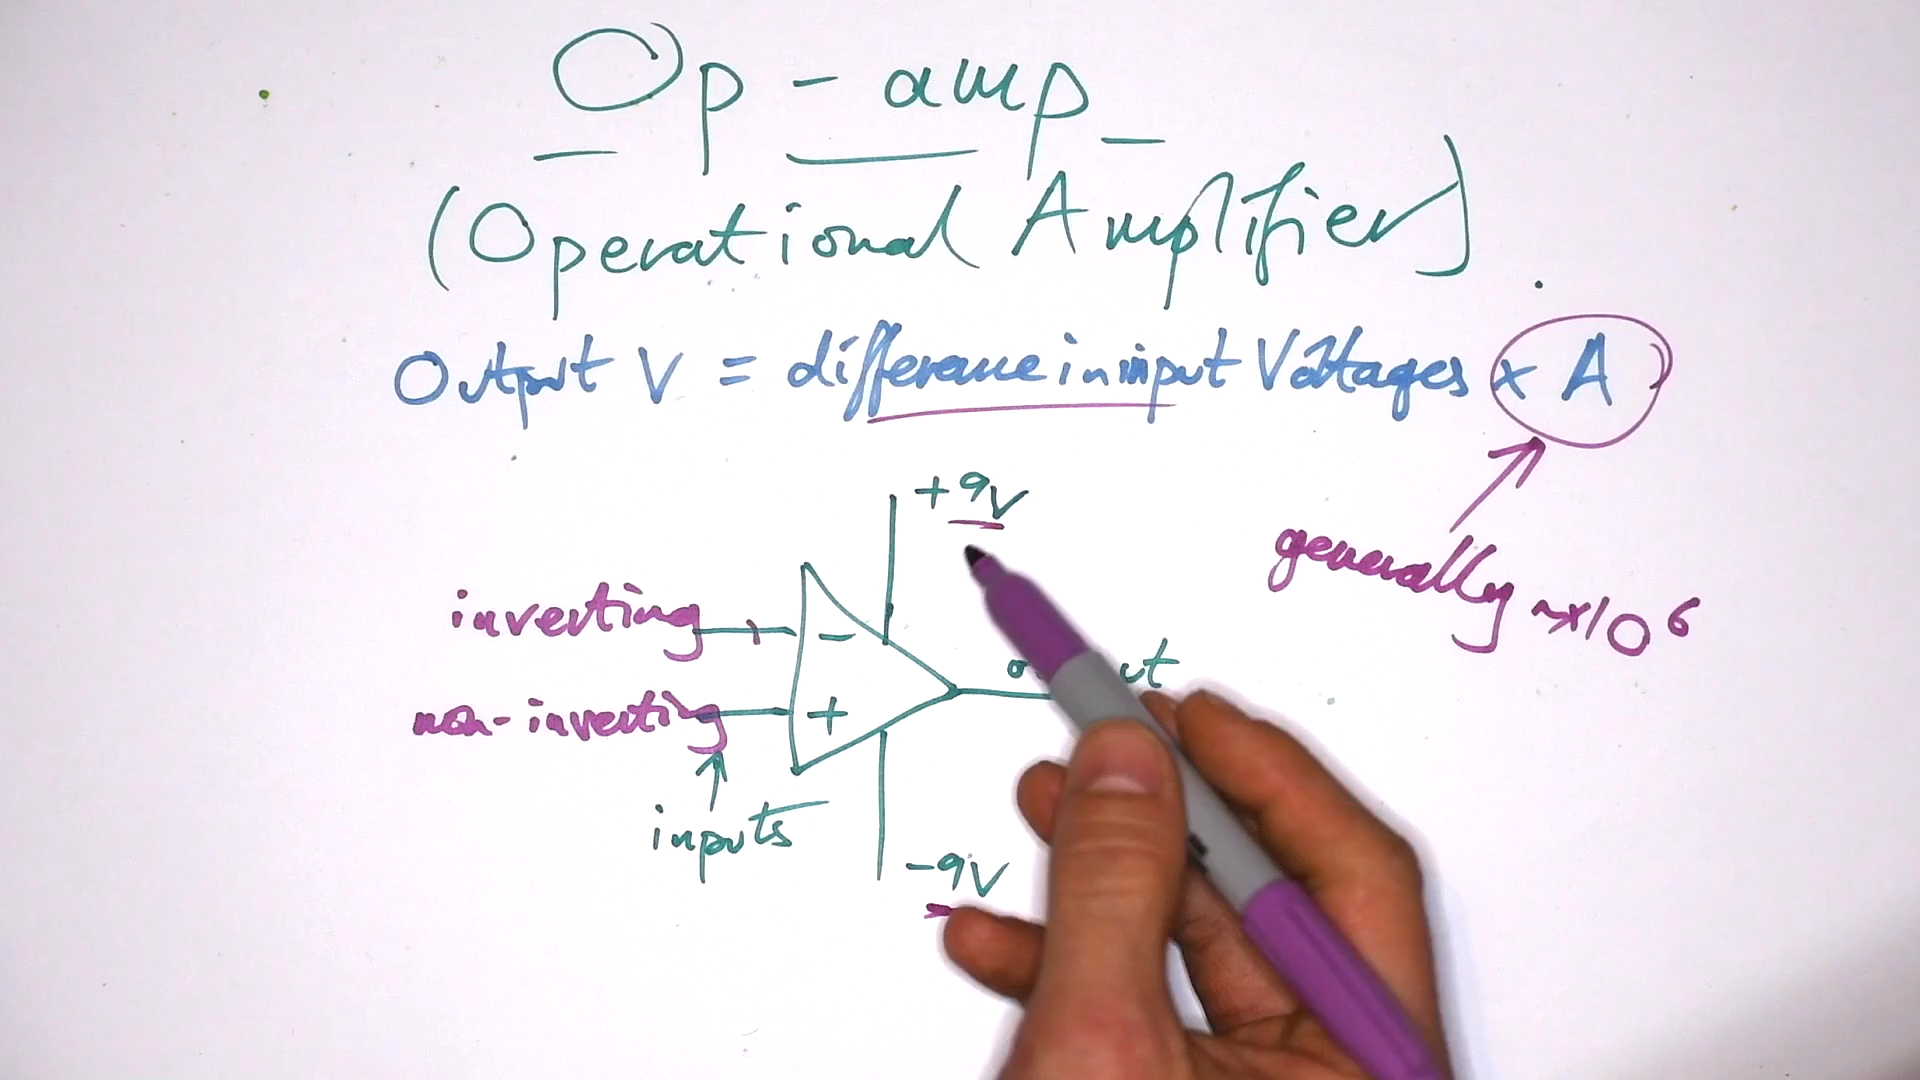 Op-amp
(Operational Amplifier)
Output V = difference in input Voltages x A
+9V
generally ~x10⁶
inverting
−
non-inverting
+
inputs
-9V